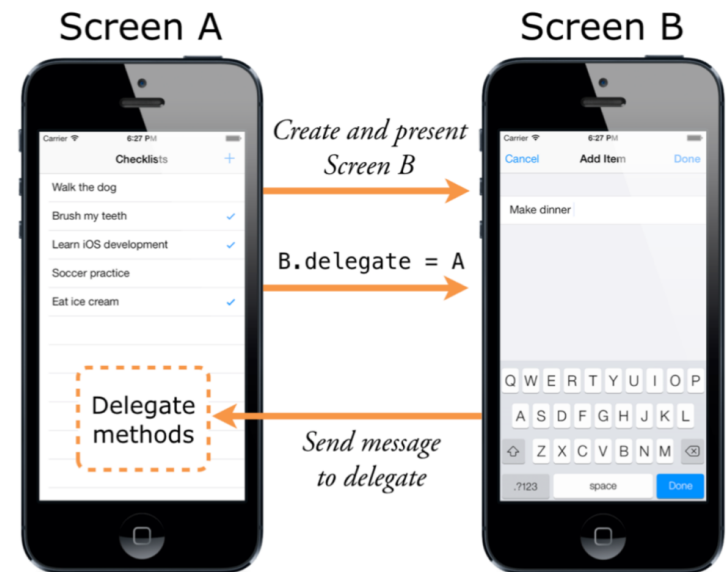 Screen A
Screen B
Carrier 6:27 PM
Checklists +
Walk the dog
Brush my teeth
Learn iOS development
Soccer practice
Eat ice cream
Delegate
methods
Create and present
Screen B
B.delegate = A
Send message
to delegate
Carrier 6:27 PM
Cancel Add Item Done
Make dinner
Q W E R T Y U I O P
A S D F G H J K L
Z X C V B N M
.?123 space Done